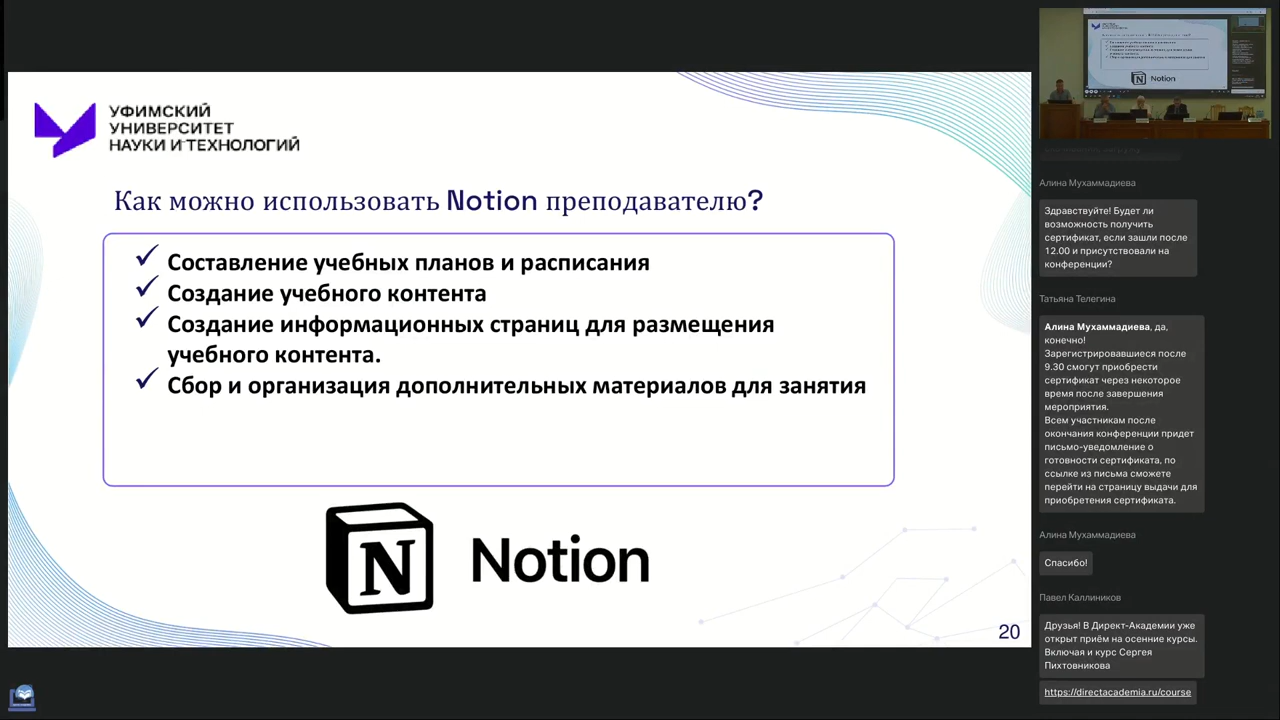 УФИМСКИЙ
УНИВЕРСИТЕТ
НАУКИ И ТЕХНОЛОГИЙ
Как можно использовать Notion преподавателю?
Составление учебных планов и расписания
Создание учебного контента
Создание информационных страниц для размещения
учебного контента.
Сбор и организация дополнительных материалов для занятия
N Notion
20
Notion
Алина Мухаммадиева
Здравствуйте! Будет ли
возможность получить
сертификат, если зашли после
12.00 и присутствовали на
конференции?
Татьяна Телегина
Алина Мухаммадиева, да,
конечно!
Зарегистрировавшиеся после
9.30 смогут приобрести
сертификат через некоторое
время после завершения
мероприятия.
Всем участникам после
окончания конференции придет
письмо-уведомление о
готовности сертификата, по
ссылке из письма сможете
перейти на страницу выдачи для
приобретения сертификата.
Алина Мухаммадиева
Спасибо!
Павел Каллиников
Друзья! В Директ-Академии уже
открыт приём на осенние курсы.
Включая и курс Сергея
Пихтовникова
https://directacademia.ru/course